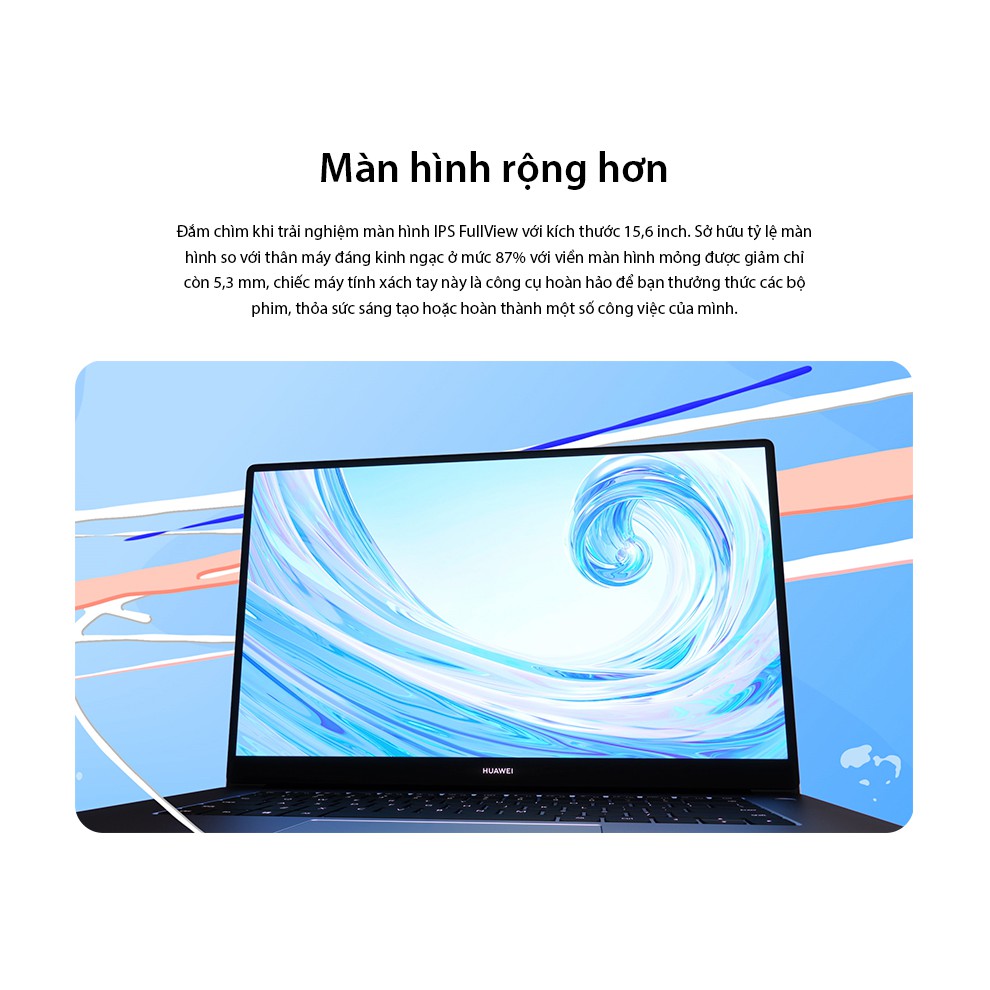 Màn hình rộng hơn
Đắm chìm khi trải nghiệm màn hình IPS FullView với kích thước 15,6 inch. Sở hữu tỷ lệ màn
hình so với thân máy đáng kinh ngạc ở mức 87% với viền màn hình mỏng được giảm chỉ
còn 5,3 mm, chiếc máy tính xách tay này là công cụ hoàn hảo để bạn thưởng thức các bộ
phim, thỏa sức sáng tạo hoặc hoàn thành một số công việc của mình.
HUAWEI